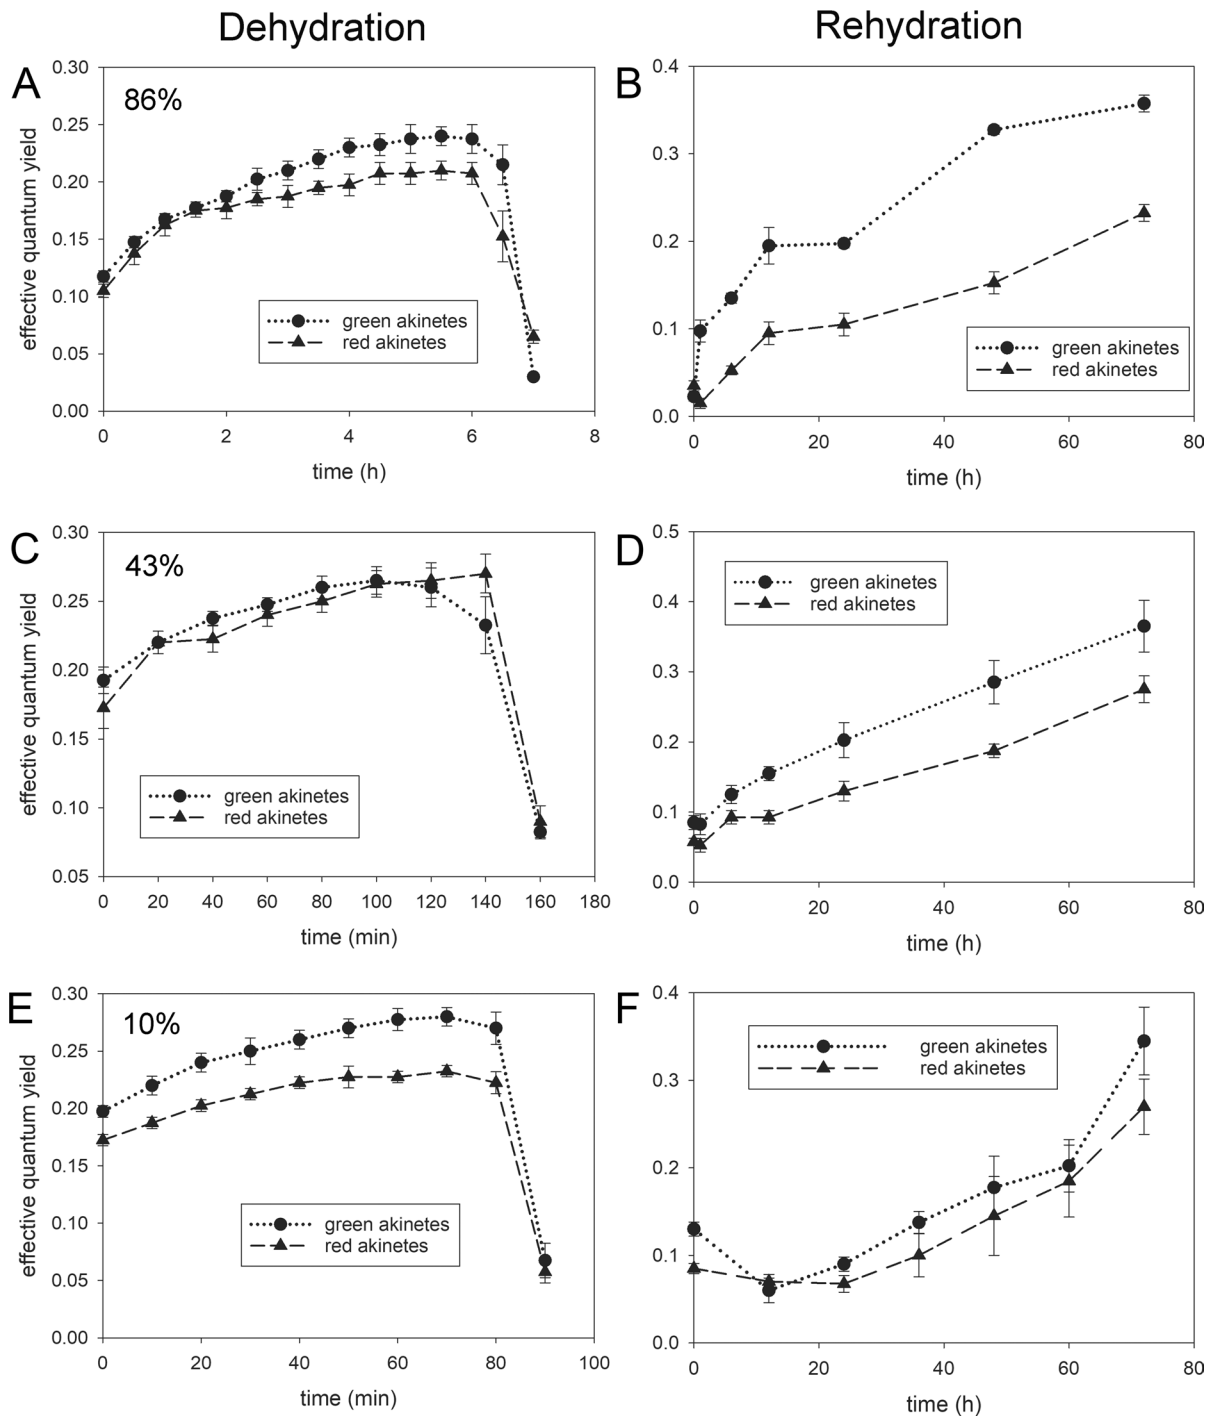 Dehydration
Rehydration
A
86%
effective quantum yield
0.30
0.25
0.20
0.15
0.10
0.05
0.00
green akinetes
red akinetes
0 2 4 6 8
time (h)
B
0.4
0.3
0.2
0.1
0.0
green akinetes
red akinetes
0 20 40 60 80
time (h)
C
43%
effective quantum yield
0.30
0.25
0.20
0.15
0.10
0.05
green akinetes
red akinetes
0 20 40 60 80 100 120 140 160 180
time (min)
D
0.5
0.4
0.3
0.2
0.1
0.0
green akinetes
red akinetes
0 20 40 60 80
time (h)
E
10%
effective quantum yield
0.30
0.25
0.20
0.15
0.10
0.05
0.00
green akinetes
red akinetes
0 20 40 60 80 100
time (min)
F
0.4
0.3
0.2
0.1
0.0
green akinetes
red akinetes
0 20 40 60 80
time (h)